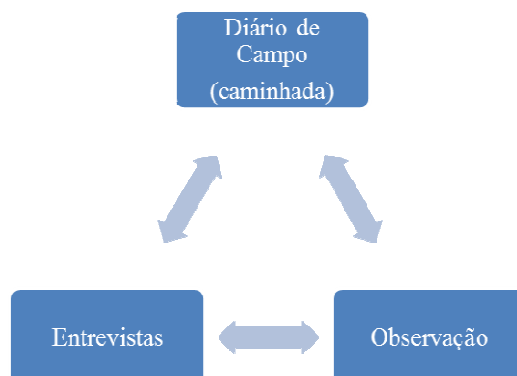 Diário de
Campo
(caminhada)
Entrevistas
Observação